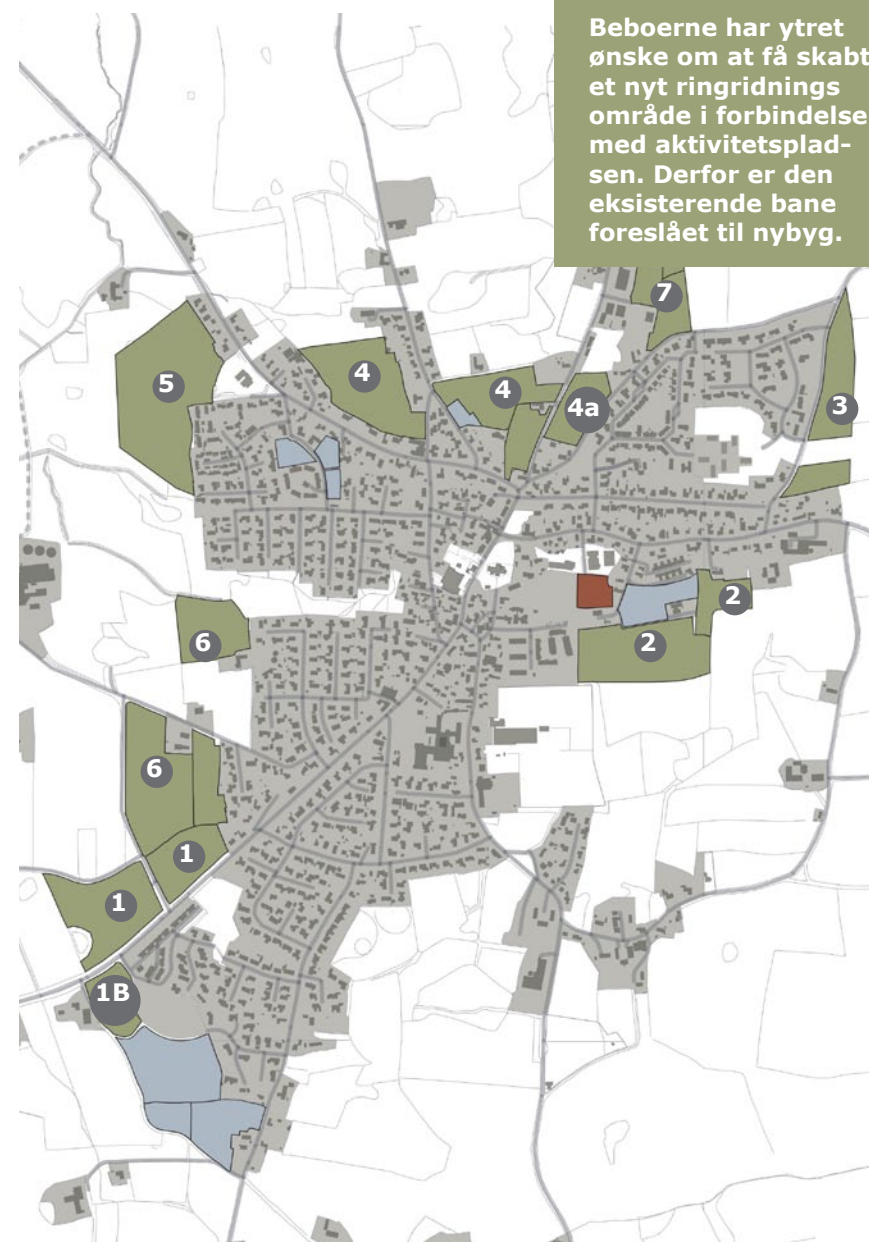 Beboerne har ytret
ønske om at få skabt
et nyt ringridnings
område i forbindelse
med aktivitetsplad-
sen. Derfor er den
eksisterende bane
foreslået til nybyg.
7
5
4
4
4a
3
2
2
6
6
1
1
1B